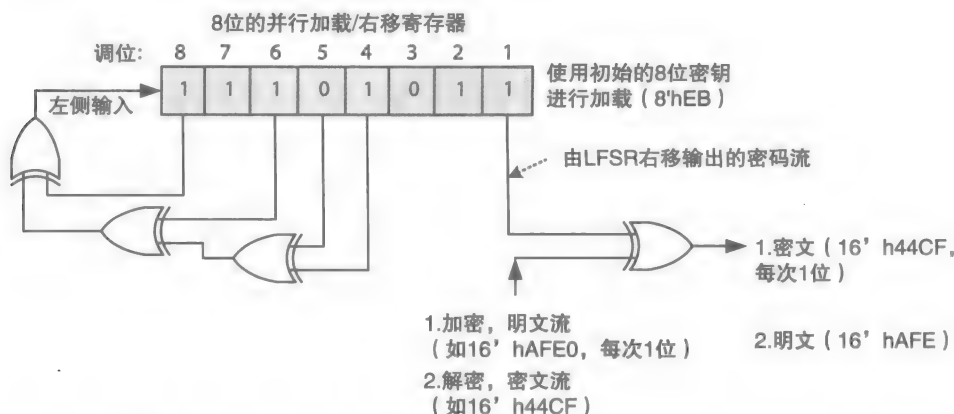 8位的并行加载/右移寄存器
调位: 8 7 6 5 4 3 2 1
1 1 1 0 1 0 1 1
使用初始的8位密钥
进行加载（8'hEB）
左侧输入
由LFSR右移输出的密码流
1.密文（16’h44CF,
每次1位）
1.加密，明文流
（如16’hAFE0，每次1位）
2.明文（16’hAFE）
2.解密，密文流
（如16’h44CF）